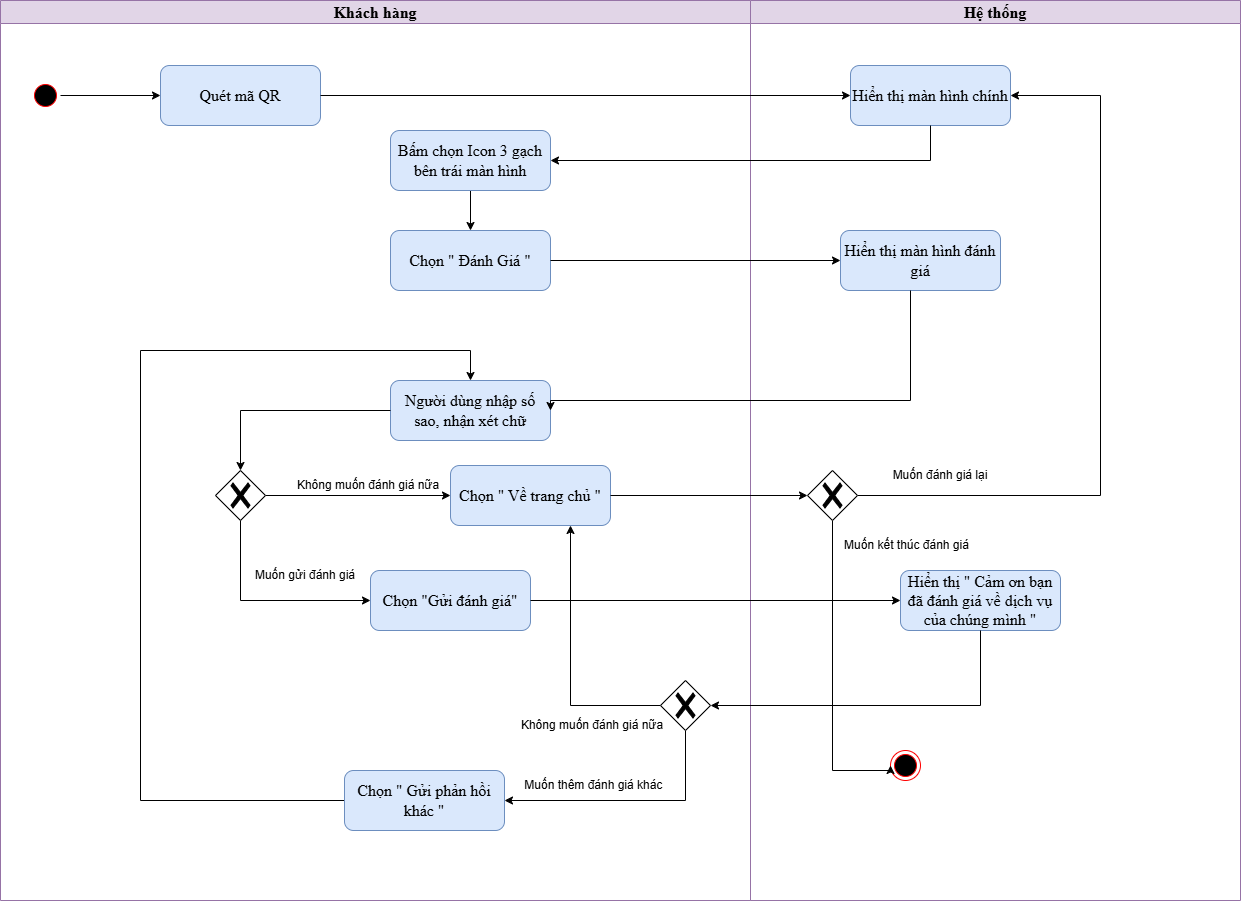 Khách hàng
Hệ thống
Quét mã QR
Hiển thị màn hình chính
Bấm chọn Icon 3 gạch
bên trái màn hình
Chọn " Đánh Giá "
Hiển thị màn hình đánh
giá
Người dùng nhập số
sao, nhận xét chữ
Không muốn đánh giá nữa
Chọn " Về trang chủ "
Muốn đánh giá lại
Muốn kết thúc đánh giá
Muốn gửi đánh giá
Chọn "Gửi đánh giá"
Hiển thị " Cảm ơn bạn
đã đánh giá về dịch vụ
của chúng mình "
Không muốn đánh giá nữa
Muốn thêm đánh giá khác
Chọn " Gửi phản hồi
khác "